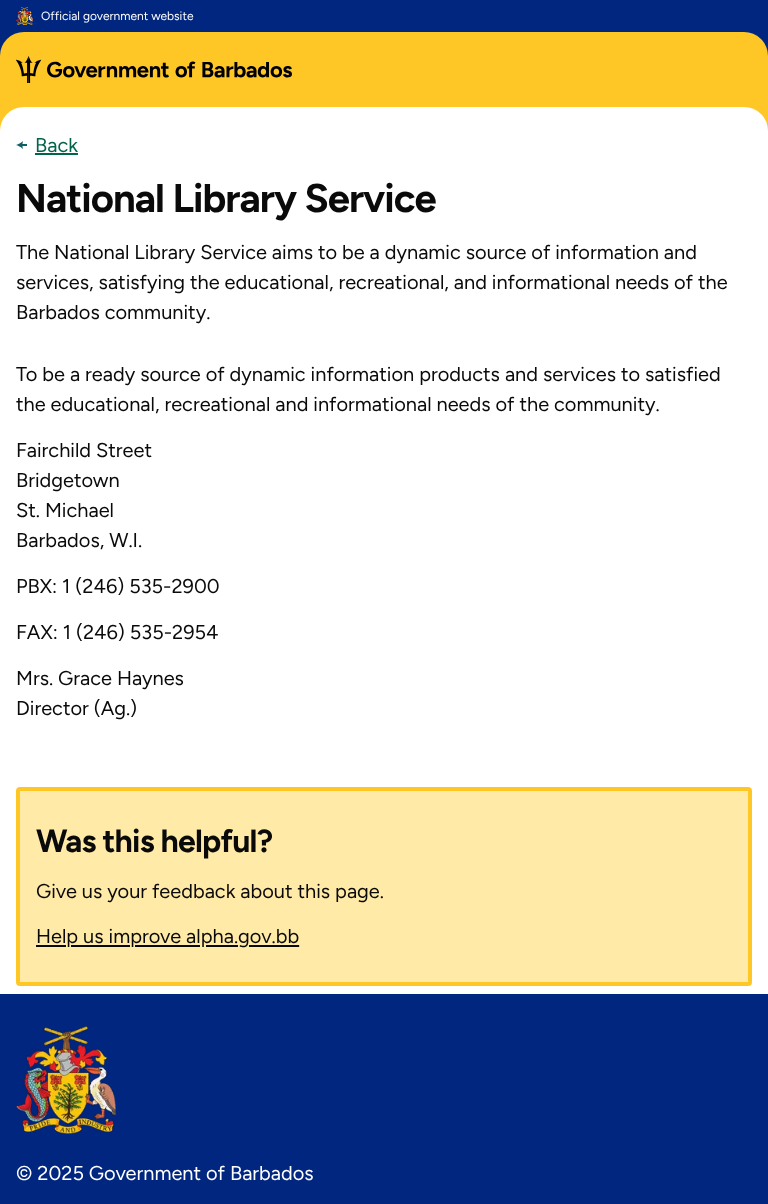 Official government website
Government of Barbados
Back
National Library Service
The National Library Service aims to be a dynamic source of information and
services, satisfying the educational, recreational, and informational needs of the
Barbados community.
To be a ready source of dynamic information products and services to satisfied
the educational, recreational and informational needs of the community.
Fairchild Street
Bridgetown
St. Michael
Barbados, W.I.
PBX: 1 (246) 535-2900
FAX: 1 (246) 535-2954
Mrs. Grace Haynes
Director (Ag.)
Was this helpful?
Give us your feedback about this page.
Help us improve alpha.gov.bb
PRIDE AND INDUSTRY
© 2025 Government of Barbados